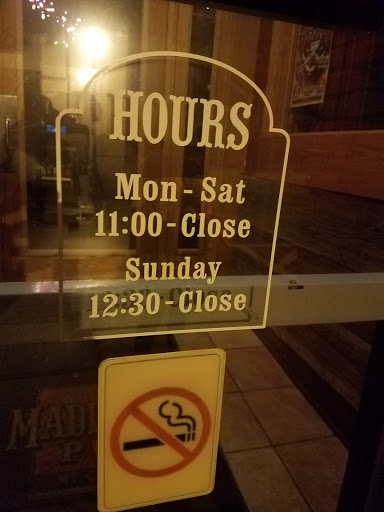 HOURS
Mon - Sat
11:00 - Close
Sunday
12:30 - Close